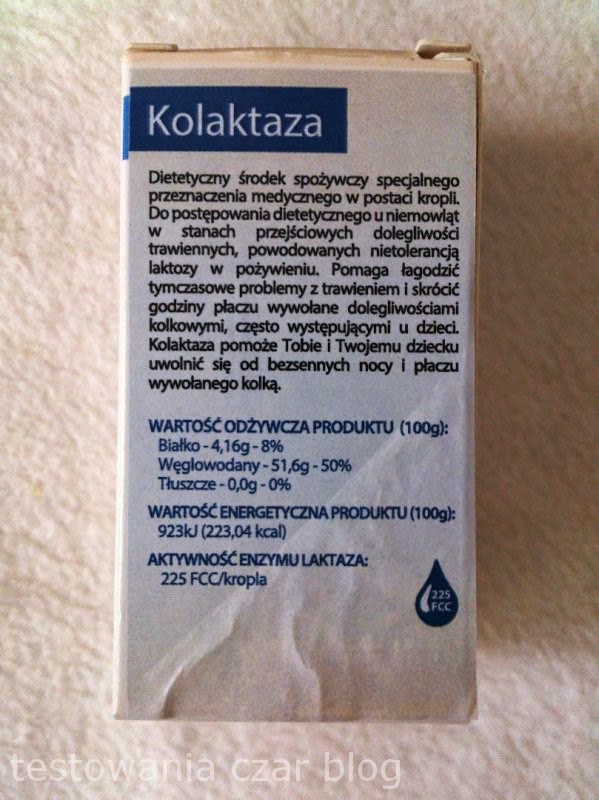 Kolaktaza
Dietetyczny środek spożywczy specjalnego
przeznaczenia medycznego w postaci kropli.
Do postępowania dietetycznego u niemowląt
w stanach przejściowych dolegliwości
trawiennych, powodowanych nietolerancją
laktozy w pożywieniu. Pomaga łagodzić
tymczasowe problemy z trawieniem i skrócić
godziny płaczu wywołane dolegliwościami
kolkowymi, często występującymi u dzieci.
Kolaktaza pomoże Tobie i Twojemu dziecku
uwolnić się od bezsennych nocy i płaczu
wywołanego kolką.
WARTOŚĆ ODŻYWCZA PRODUKTU (100g):
Białko - 4,16g - 8%
Węglowodany - 51,6g - 50%
Tłuszcze - 0,0g - 0%
WARTOŚĆ ENERGETYCZNA PRODUKTU (100g):
923kJ (223,04 kcal)
AKTYWNOŚĆ ENZYMU LAKTAZA:
225 FCC/kropla
225
FCC
testowania czar blog